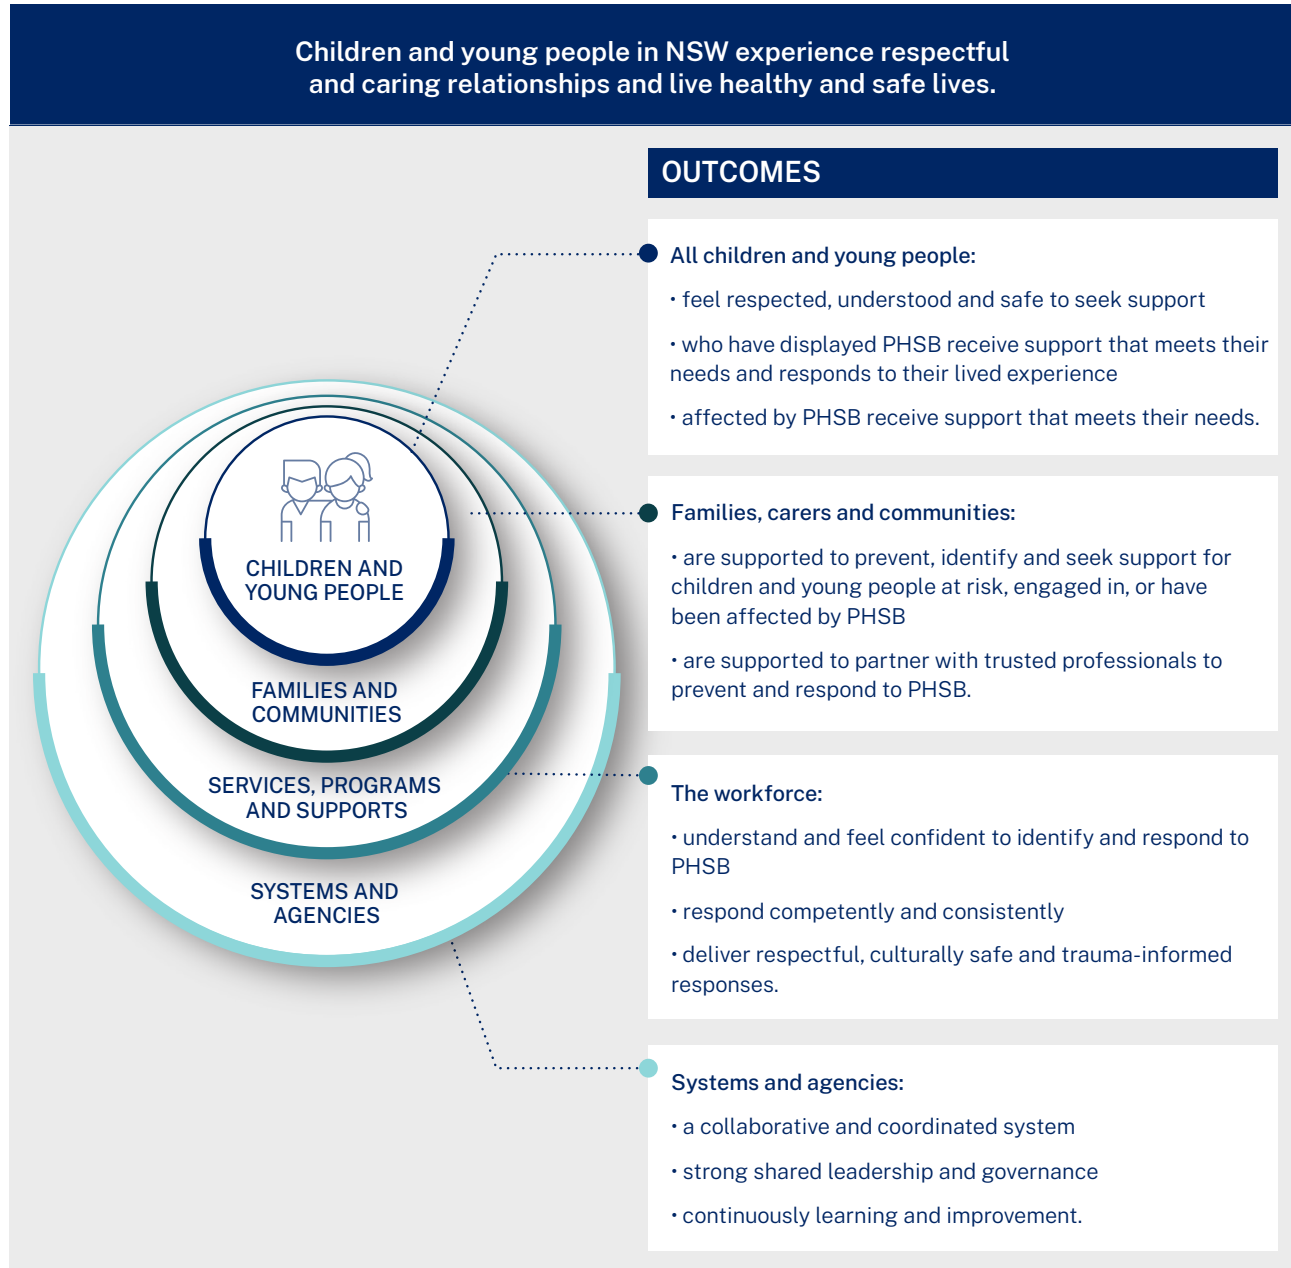 Children and young people in NSW experience respectful
and caring relationships and live healthy and safe lives.
CHILDREN AND
YOUNG PEOPLE
FAMILIES AND
COMMUNITIES
SERVICES, PROGRAMS
AND SUPPORTS
SYSTEMS AND
AGENCIES
OUTCOMES
All children and young people:
• feel respected, understood and safe to seek support
• who have displayed PHSB receive support that meets their
needs and responds to their lived experience
• affected by PHSB receive support that meets their needs.
Families, carers and communities:
• are supported to prevent, identify and seek support for
children and young people at risk, engaged in, or have
been affected by PHSB
• are supported to partner with trusted professionals to
prevent and respond to PHSB.
The workforce:
• understand and feel confident to identify and respond to
PHSB
• respond competently and consistently
• deliver respectful, culturally safe and trauma-informed
responses.
Systems and agencies:
• a collaborative and coordinated system
• strong shared leadership and governance
• continuously learning and improvement.